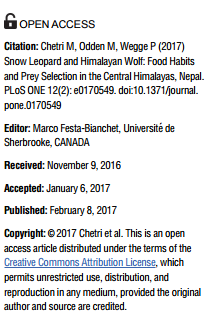 OPEN ACCESS
Citation: Chetri M, Odden M, Wegge P (2017)
Snow Leopard and Himalayan Wolf: Food Habits
and Prey Selection in the Central Himalayas, Nepal.
PLoS ONE 12(2): e0170549. doi:10.1371/journal.
pone.0170549
Editor: Marco Festa-Bianchet, Université de
Sherbrooke, CANADA
Received: November 9, 2016
Accepted: January 6, 2017
Published: February 8, 2017
Copyright: © 2017 Chetri et al. This is an open
access article distributed under the terms of the
Creative Commons Attribution License, which
permits unrestricted use, distribution, and
reproduction in any medium, provided the original
author and source are credited.